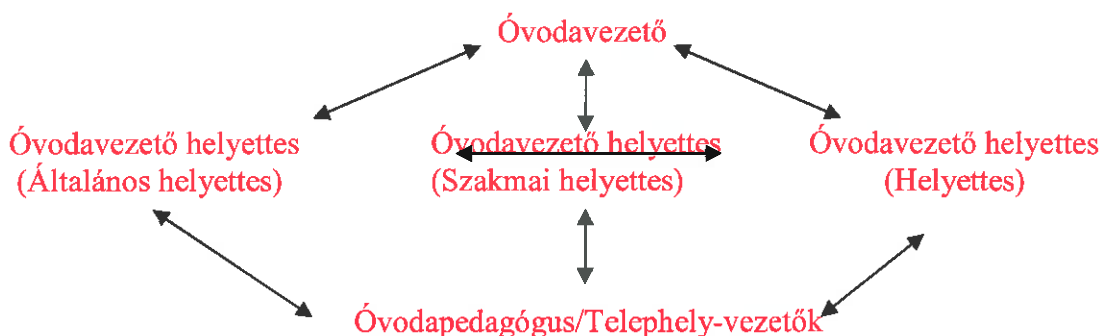 Óvodavezető
Óvodavezető helyettes
(Általános helyettes)
Óvodavezető helyettes
(Szakmai helyettes)
Óvodavezető helyettes
(Helyettes)
Óvodapedagógus/Telephely-vezetők